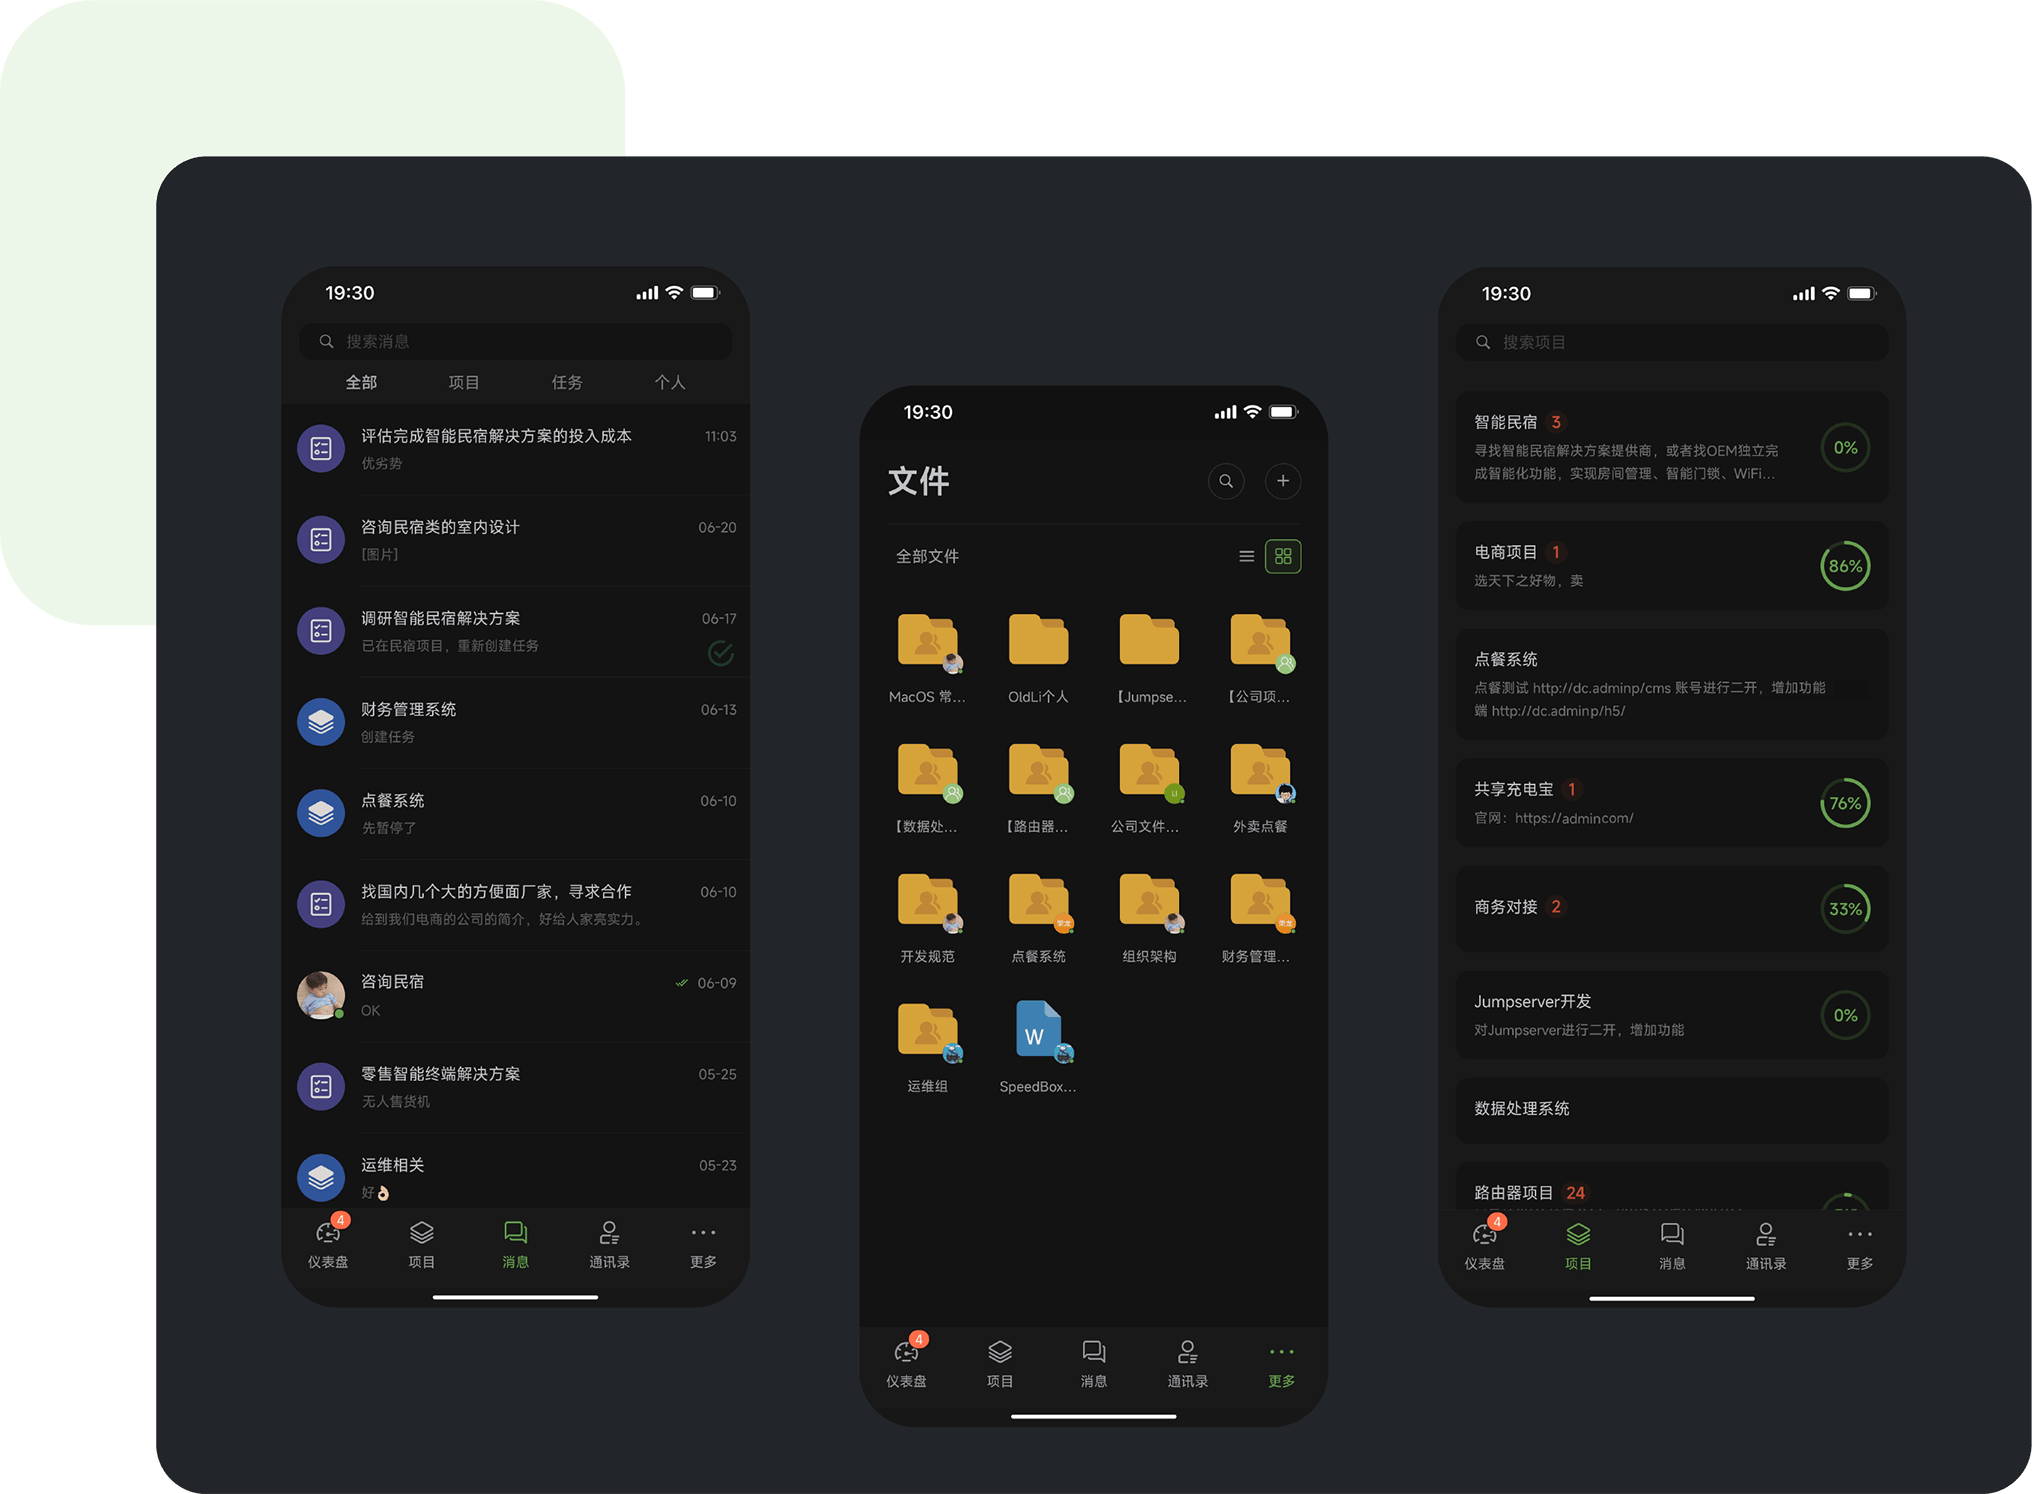 19:30
搜索消息
全部 项目 任务 个人
评估完成智能民宿解决方案的投入成本 11:03
优劣势
咨询民宿类的室内设计 06-20
[图片]
调研智能民宿解决方案 06-17
已在民宿项目，重新创建任务
财务管理系统 06-13
创建任务
点餐系统 06-10
先暂停了
找国内几个大的方便面厂家，寻求合作 06-10
给到我们电商的公司的简介，好给人家亮实力。
咨询民宿 06-09
OK
零售智能终端解决方案 05-25
无人售货机
运维相关 05-23
好👌🏻
4
仪表盘 项目 消息 通讯录 更多
19:30
文件
全部文件
MacOS 常... OldLi个人 【Jumpse... 【公司项...
LI
【数据处... 【路由器... 公司文件... 外卖点餐
荣龙 荣龙
开发规范 点餐系统 组织架构 财务管理...
W
运维组 SpeedBox...
4
仪表盘 项目 消息 通讯录 更多
19:30
搜索项目
智能民宿 3
寻找智能民宿解决方案提供商，或者找OEM独立完
成智能化功能，实现房间管理、智能门锁、WiFi...
0%
电商项目 1
选天下之好物，卖
86%
点餐系统
点餐测试 http://dc.adminp/cms 账号进行二开，增加功能
端 http://dc.adminp/h5/
共享充电宝 1
官网：https://admincom/
76%
商务对接 2
33%
Jumpserver开发
对Jumpserver进行二开，增加功能
0%
数据处理系统
路由器项目 24
4
仪表盘 项目 消息 通讯录 更多